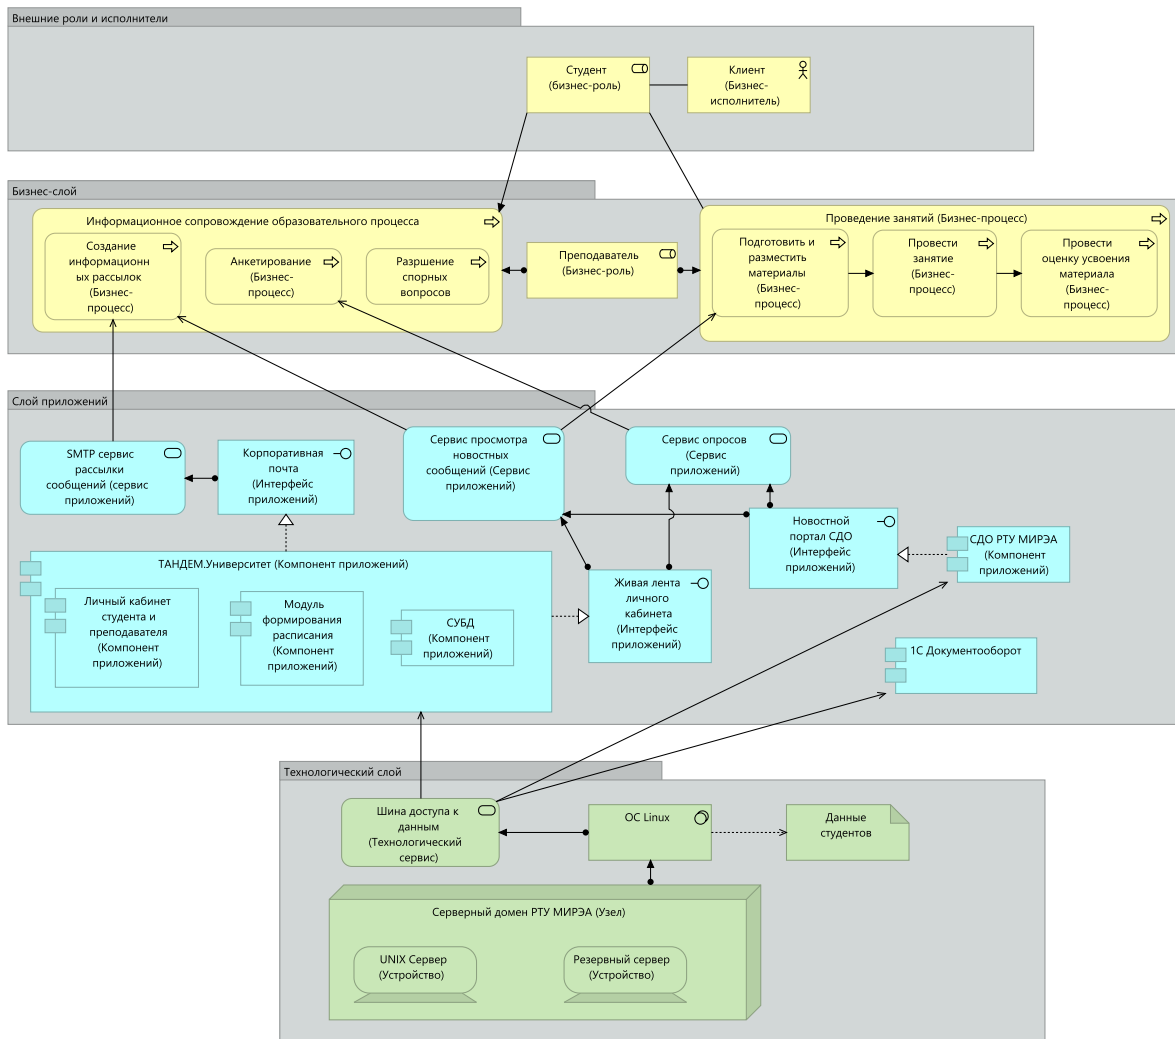 Внешние роли и исполнители
Студент
(бизнес-роль)
Клиент
(Бизнес-
исполнитель)
Бизнес-слой
Информационное сопровождение образовательного процесса
Создание
информационн
ых рассылок
(Бизнес-
процесс)
Анкетирование
(Бизнес-
процесс)
Разршение
спорных
вопросов
Преподаватель
(Бизнес-роль)
Проведение занятий (Бизнес-процесс)
Подготовить и
разместить
материалы
(Бизнес-
процесс)
Провести
занятие
(Бизнес-
процесс)
Провести
оценку усвоения
материала
(Бизнес-
процесс)
Слой приложений
SMTP сервис
рассылки
сообщений (сервис
приложений)
Корпоративная
почта
(Интерфейс
приложений)
Сервис просмотра
новостных
сообщений (Сервис
приложений)
Сервис опросов
(Сервис
приложений)
Новостной
портал СДО
(Интерфейс
приложений)
СДО РТУ МИРЭА
(Компонент
приложений)
ТАНДЕМ.Университет (Компонент приложений)
Личный кабинет
студента и
преподавателя
(Компонент
приложений)
Модуль
формирования
расписания
(Компонент
приложений)
СУБД
(Компонент
приложений)
Живая лента
личного
кабинета
(Интерфейс
приложений)
1С Документооборот
Технологический слой
Шина доступа к
данным
(Технологический
сервис)
ОС Linux
Данные
студентов
Серверный домен РТУ МИРЭА (Узел)
UNIX Сервер
(Устройство)
Резервный сервер
(Устройство)